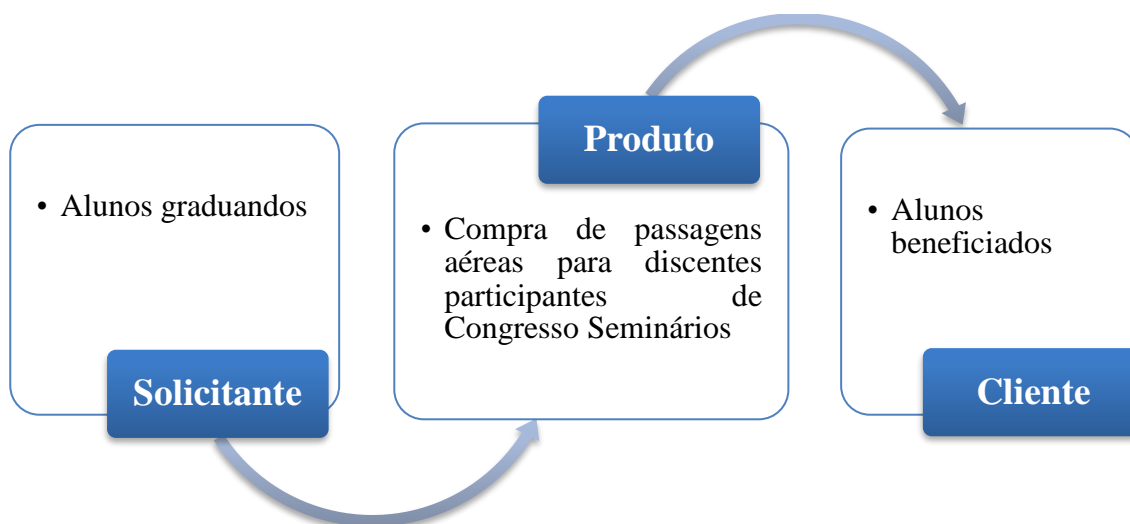 • Alunos graduandos
Solicitante
Produto
• Compra de passagens
aéreas para discentes
participantes de
Congresso Seminários
• Alunos
beneficiados
Cliente